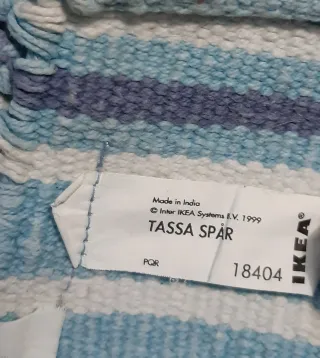 Made in India
© Inter IKEA Systems B.V. 1999
TASSA SPÅR
PQR
18404
IKEA®